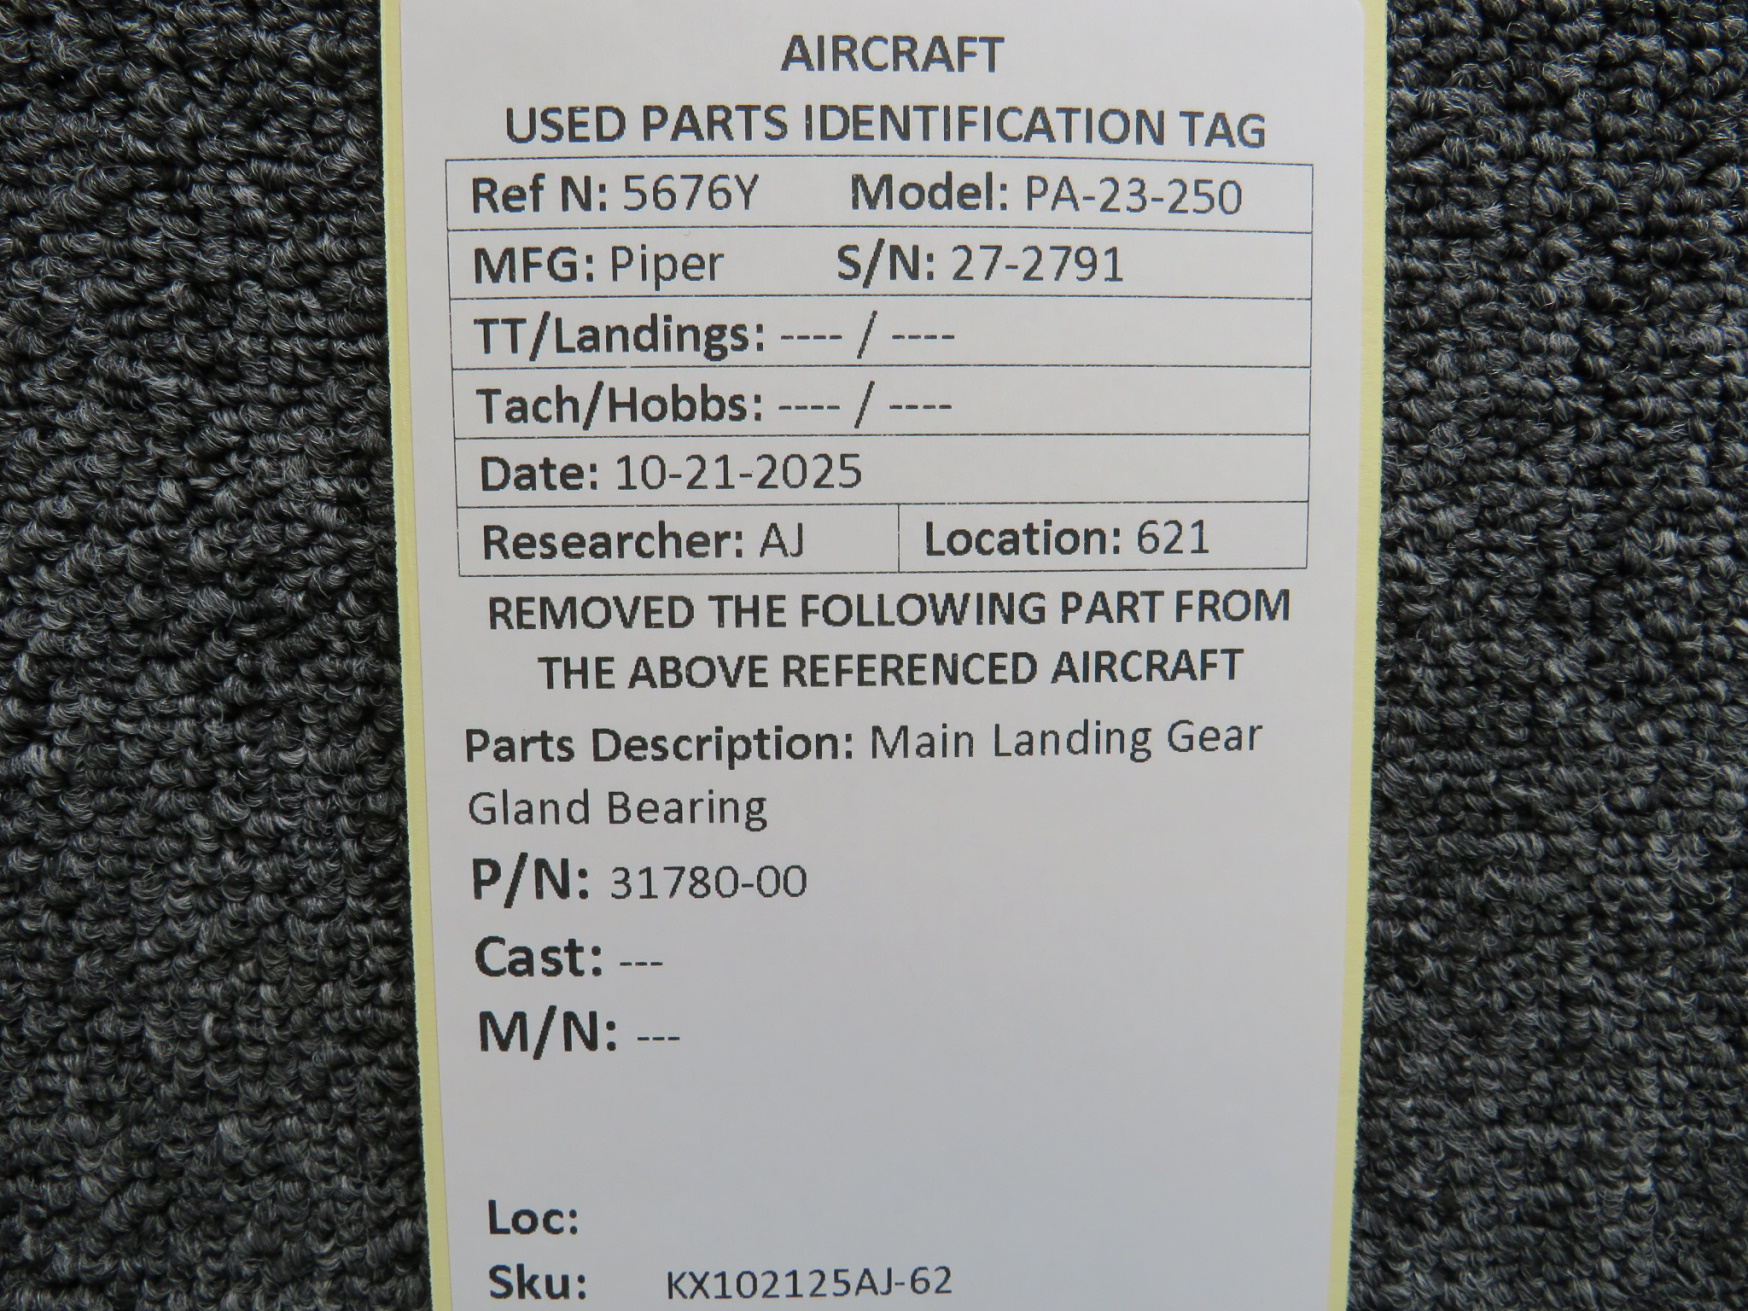 AIRCRAFT
USED PARTS IDENTIFICATION TAG
Ref N: 5676Y Model: PA-23-250
MFG: Piper S/N: 27-2791
TT/Landings: ---- / ----
Tach/Hobbs: ---- / ----
Date: 10-21-2025
Researcher: AJ Location: 621
REMOVED THE FOLLOWING PART FROM
THE ABOVE REFERENCED AIRCRAFT
Parts Description: Main Landing Gear
Gland Bearing
P/N: 31780-00
Cast: ---
M/N: ---
Loc:
Sku: KX102125AJ-62